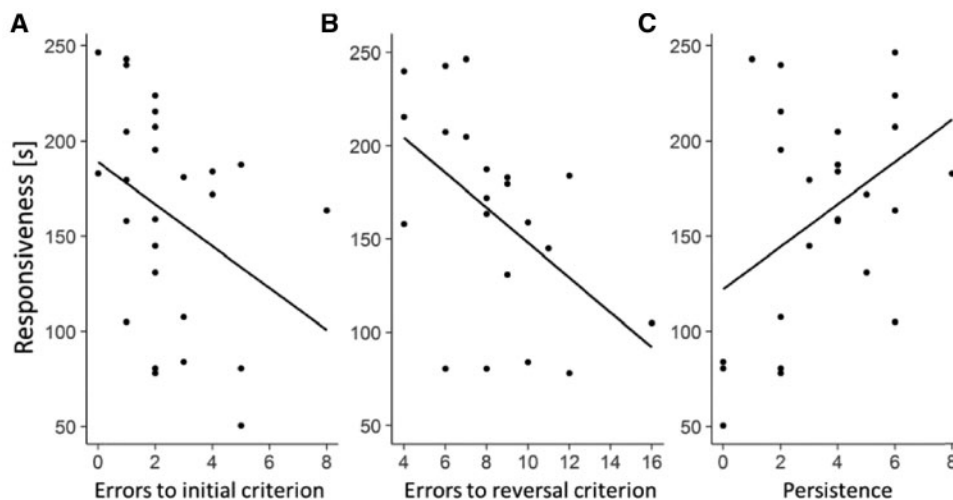 A
B
C
Responsiveness [s]
250
200
150
100
50
0 2 4 6 8
Errors to initial criterion
250
200
150
100
50
4 6 8 10 12 14 16
Errors to reversal criterion
250
200
150
100
50
0 2 4 6 8
Persistence